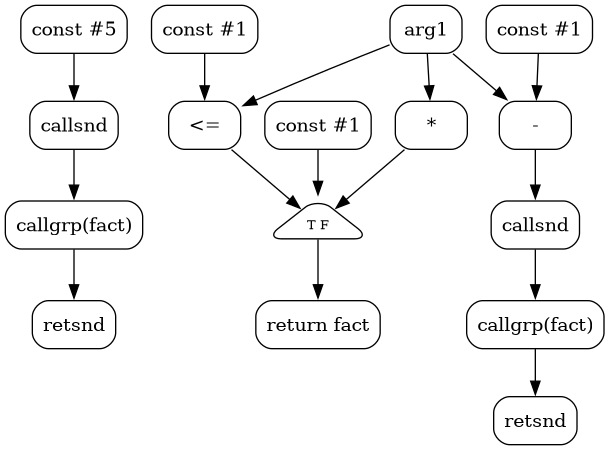 const #5
const #1
arg1
const #1
callsnd
<=
const #1
*
-
callgrp(fact)
T F
callsnd
retsnd
return fact
callgrp(fact)
retsnd